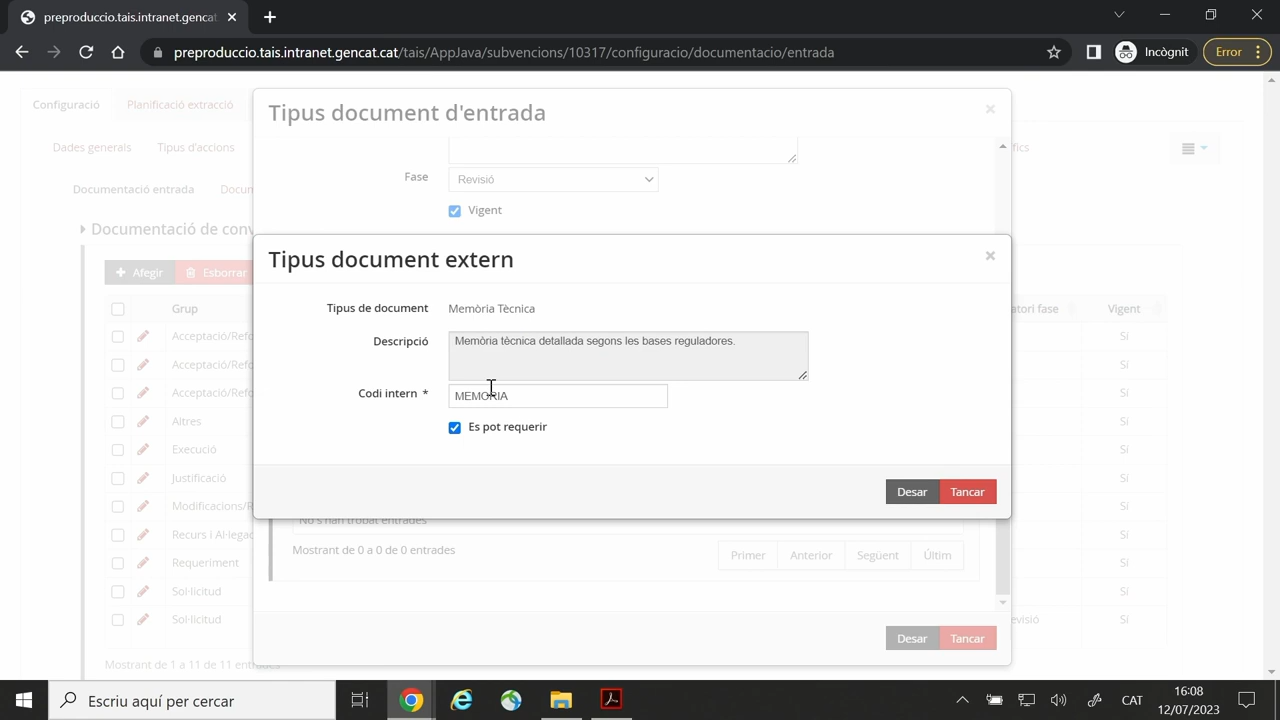 preproduccio.tais.intranet.gencat
preproduccio.tais.intranet.gencat.cat/tais/AppJava/subvencions/10317/configuracio/documentacio/entrada
Incògnit
Error
Configuració Planificació extracció
Tipus document d'entrada
Dades generals Tipus d'accions
Fase Revisió
Documentació entrada
Vigent
Documentació de con
Tipus document extern
Afegir Esborrar
Tipus de document Memòria Tècnica
Grup
fase Vigent
Descripció Memòria tècnica detallada segons les bases reguladores.
Acceptació/ Sí
Acceptació/ Sí
Codi intern * MEMORIA
Acceptació/ Sí
Es pot requerir
Altres Sí
Execució Sí
Justificació Sí
Desar Tancar
Modificacions/ Sí
No s'han trobat entrades
Recurs i Al·legac Sí
Mostrant de 0 a 0 de 0 entrades
Primer Anterior Següent Últim
Requeriment Sí
Sol·licitud Sí
Sol·licitud Sí
Desar Tancar
Mostrant de 1 a 11 de 11 entrades
Escriu aquí per cercar
CAT
16:08
12/07/2023